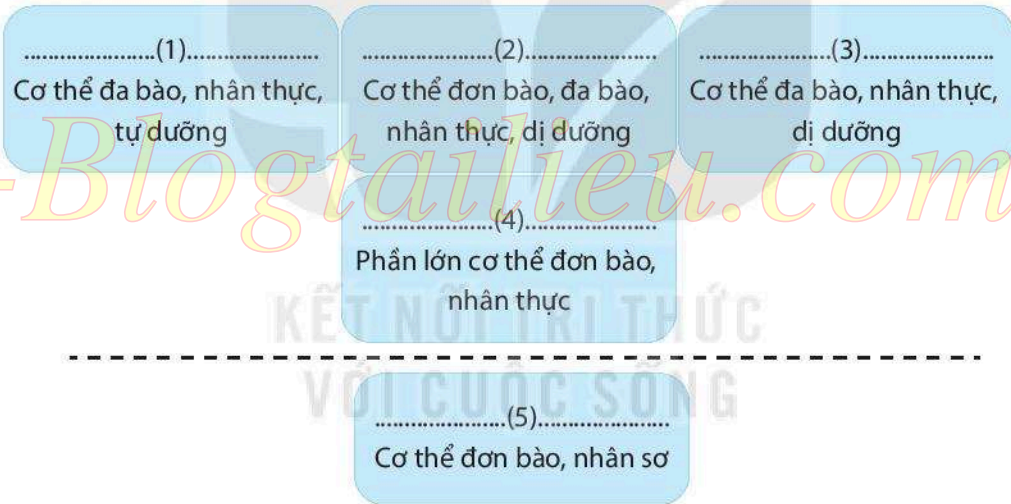 .....................(1).....................
Cơ thể đa bào, nhân thực,
tự dưỡng
.....................(2).....................
Cơ thể đơn bào, đa bào,
nhân thực, dị dưỡng
.....................(3).....................
Cơ thể đa bào, nhân thực,
dị dưỡng
-Blogtailieu.com
.....................(4).....................
Phần lớn cơ thể đơn bào,
nhân thực
KẾT NỐI TRI THỨC
VỚI CUỘC SỐNG
.....................(5).....................
Cơ thể đơn bào, nhân sơ